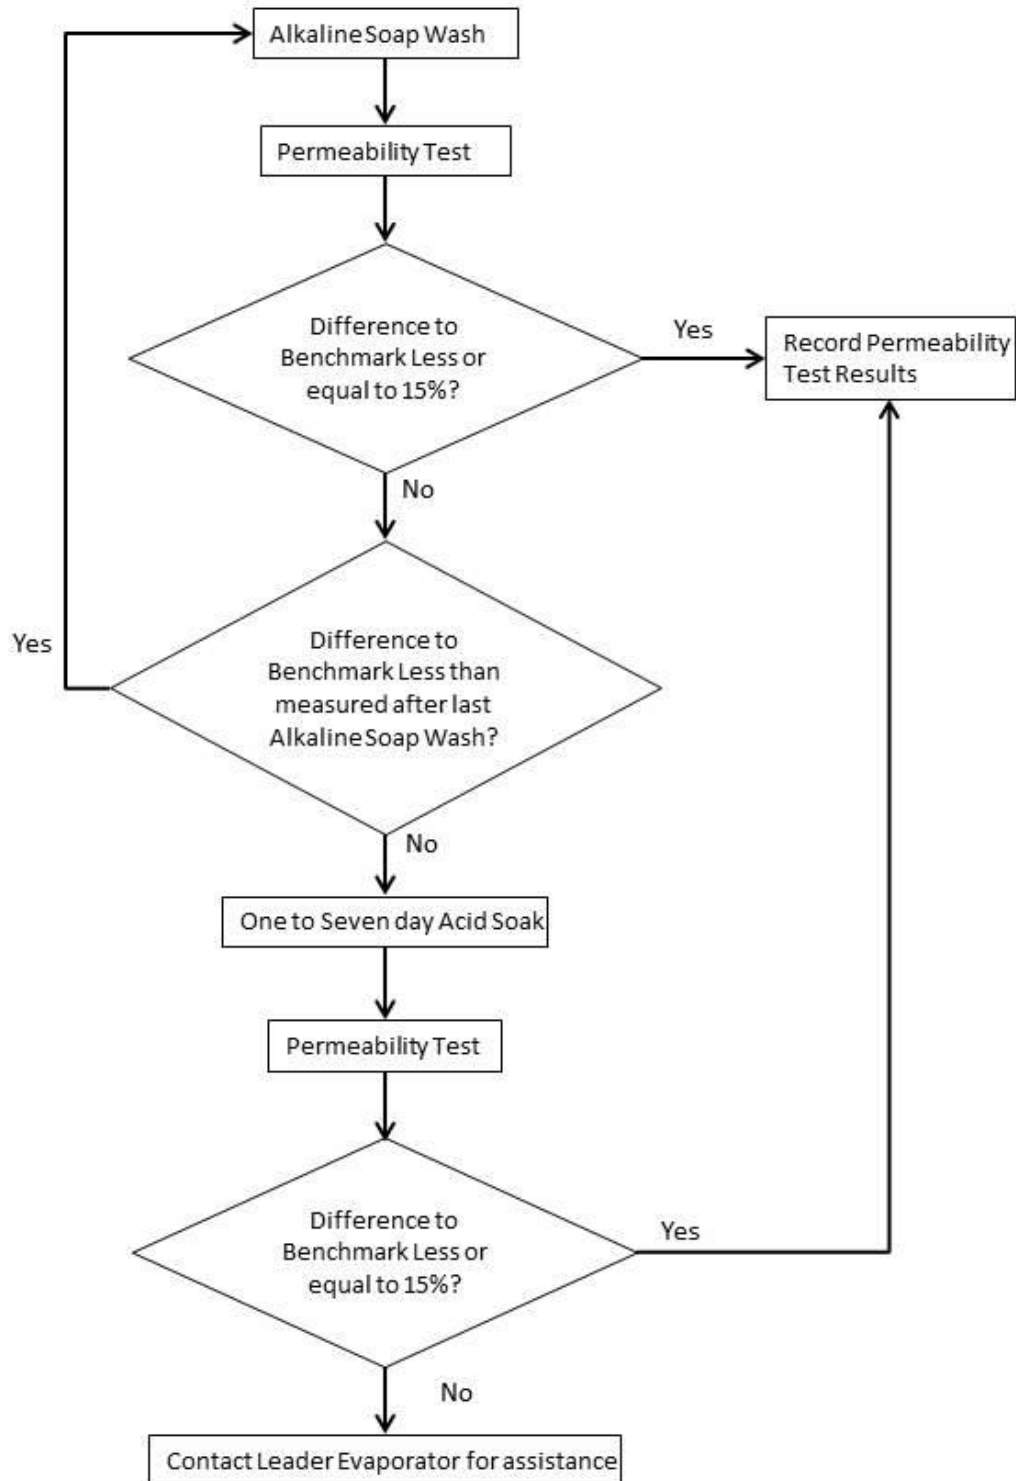 Alkaline Soap Wash
Permeability Test
Difference to
Benchmark Less or
equal to 15%?
Yes
Record Permeability
Test Results
No
Yes
Difference to
Benchmark Less than
measured after last
Alkaline Soap Wash?
No
One to Seven day Acid Soak
Permeability Test
Difference to
Benchmark Less or
equal to 15%?
Yes
No
Contact Leader Evaporator for assistance